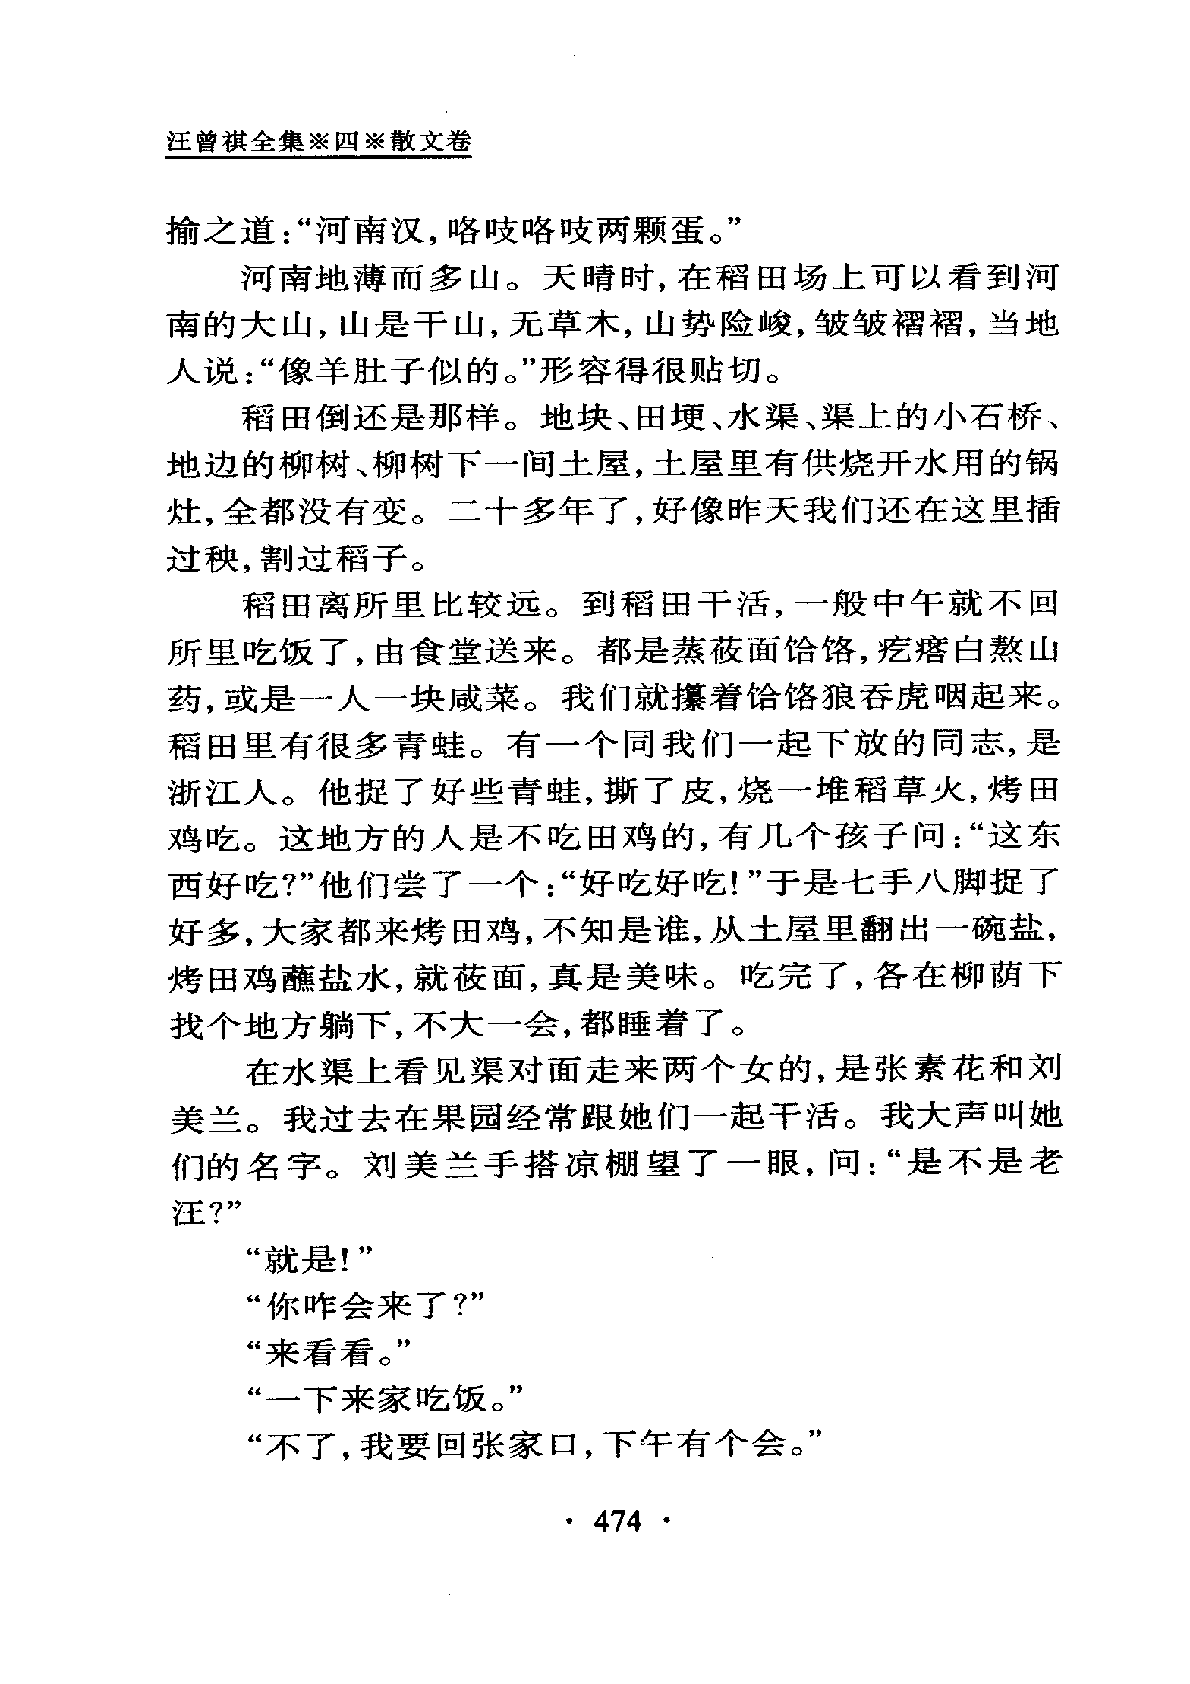 汪曾祺全集※四※散文卷
揄之道：“河南汉，咯吱咯吱两颗蛋。”
河南地薄而多山。天晴时，在稻田场上可以看到河
南的大山，山是干山，无草木，山势险峻，皱皱褶褶，当地
人说：“像羊肚子似的。”形容得很贴切。
稻田倒还是那样。地块、田埂、水渠、渠上的小石桥、
地边的柳树、柳树下一间土屋，土屋里有供烧开水用的锅
灶，全都没有变。二十多年了，好像昨天我们还在这里插
过秧，割过稻子。
稻田离所里比较远。到稻田干活，一般中午就不回
所里吃饭了，由食堂送来。都是蒸莜面饸饹，疙瘩白熬山
药，或是一人一块咸菜。我们就攥着饸饹狼吞虎咽起来。
稻田里有很多青蛙。有一个同我们一起下放的同志，是
浙江人。他捉了好些青蛙，撕了皮，烧一堆稻草火，烤田
鸡吃。这地方的人是不吃田鸡的，有几个孩子问：“这东
西好吃？”他们尝了一个：“好吃好吃！”于是七手八脚捉了
好多，大家都来烤田鸡，不知是谁，从土屋里翻出一碗盐，
烤田鸡蘸盐水，就莜面，真是美味。吃完了，各在柳荫下
找个地方躺下，不大一会，都睡着了。
在水渠上看见渠对面走来两个女的，是张素花和刘
美兰。我过去在果园经常跟她们一起干活。我大声叫她
们的名字。刘美兰手搭凉棚望了一眼，问：“是不是老
汪？”
“就是！”
“你咋会来了？”
“来看看。”
“一下来家吃饭。”
“不了，我要回张家口，下午有个会。”
· 474 ·